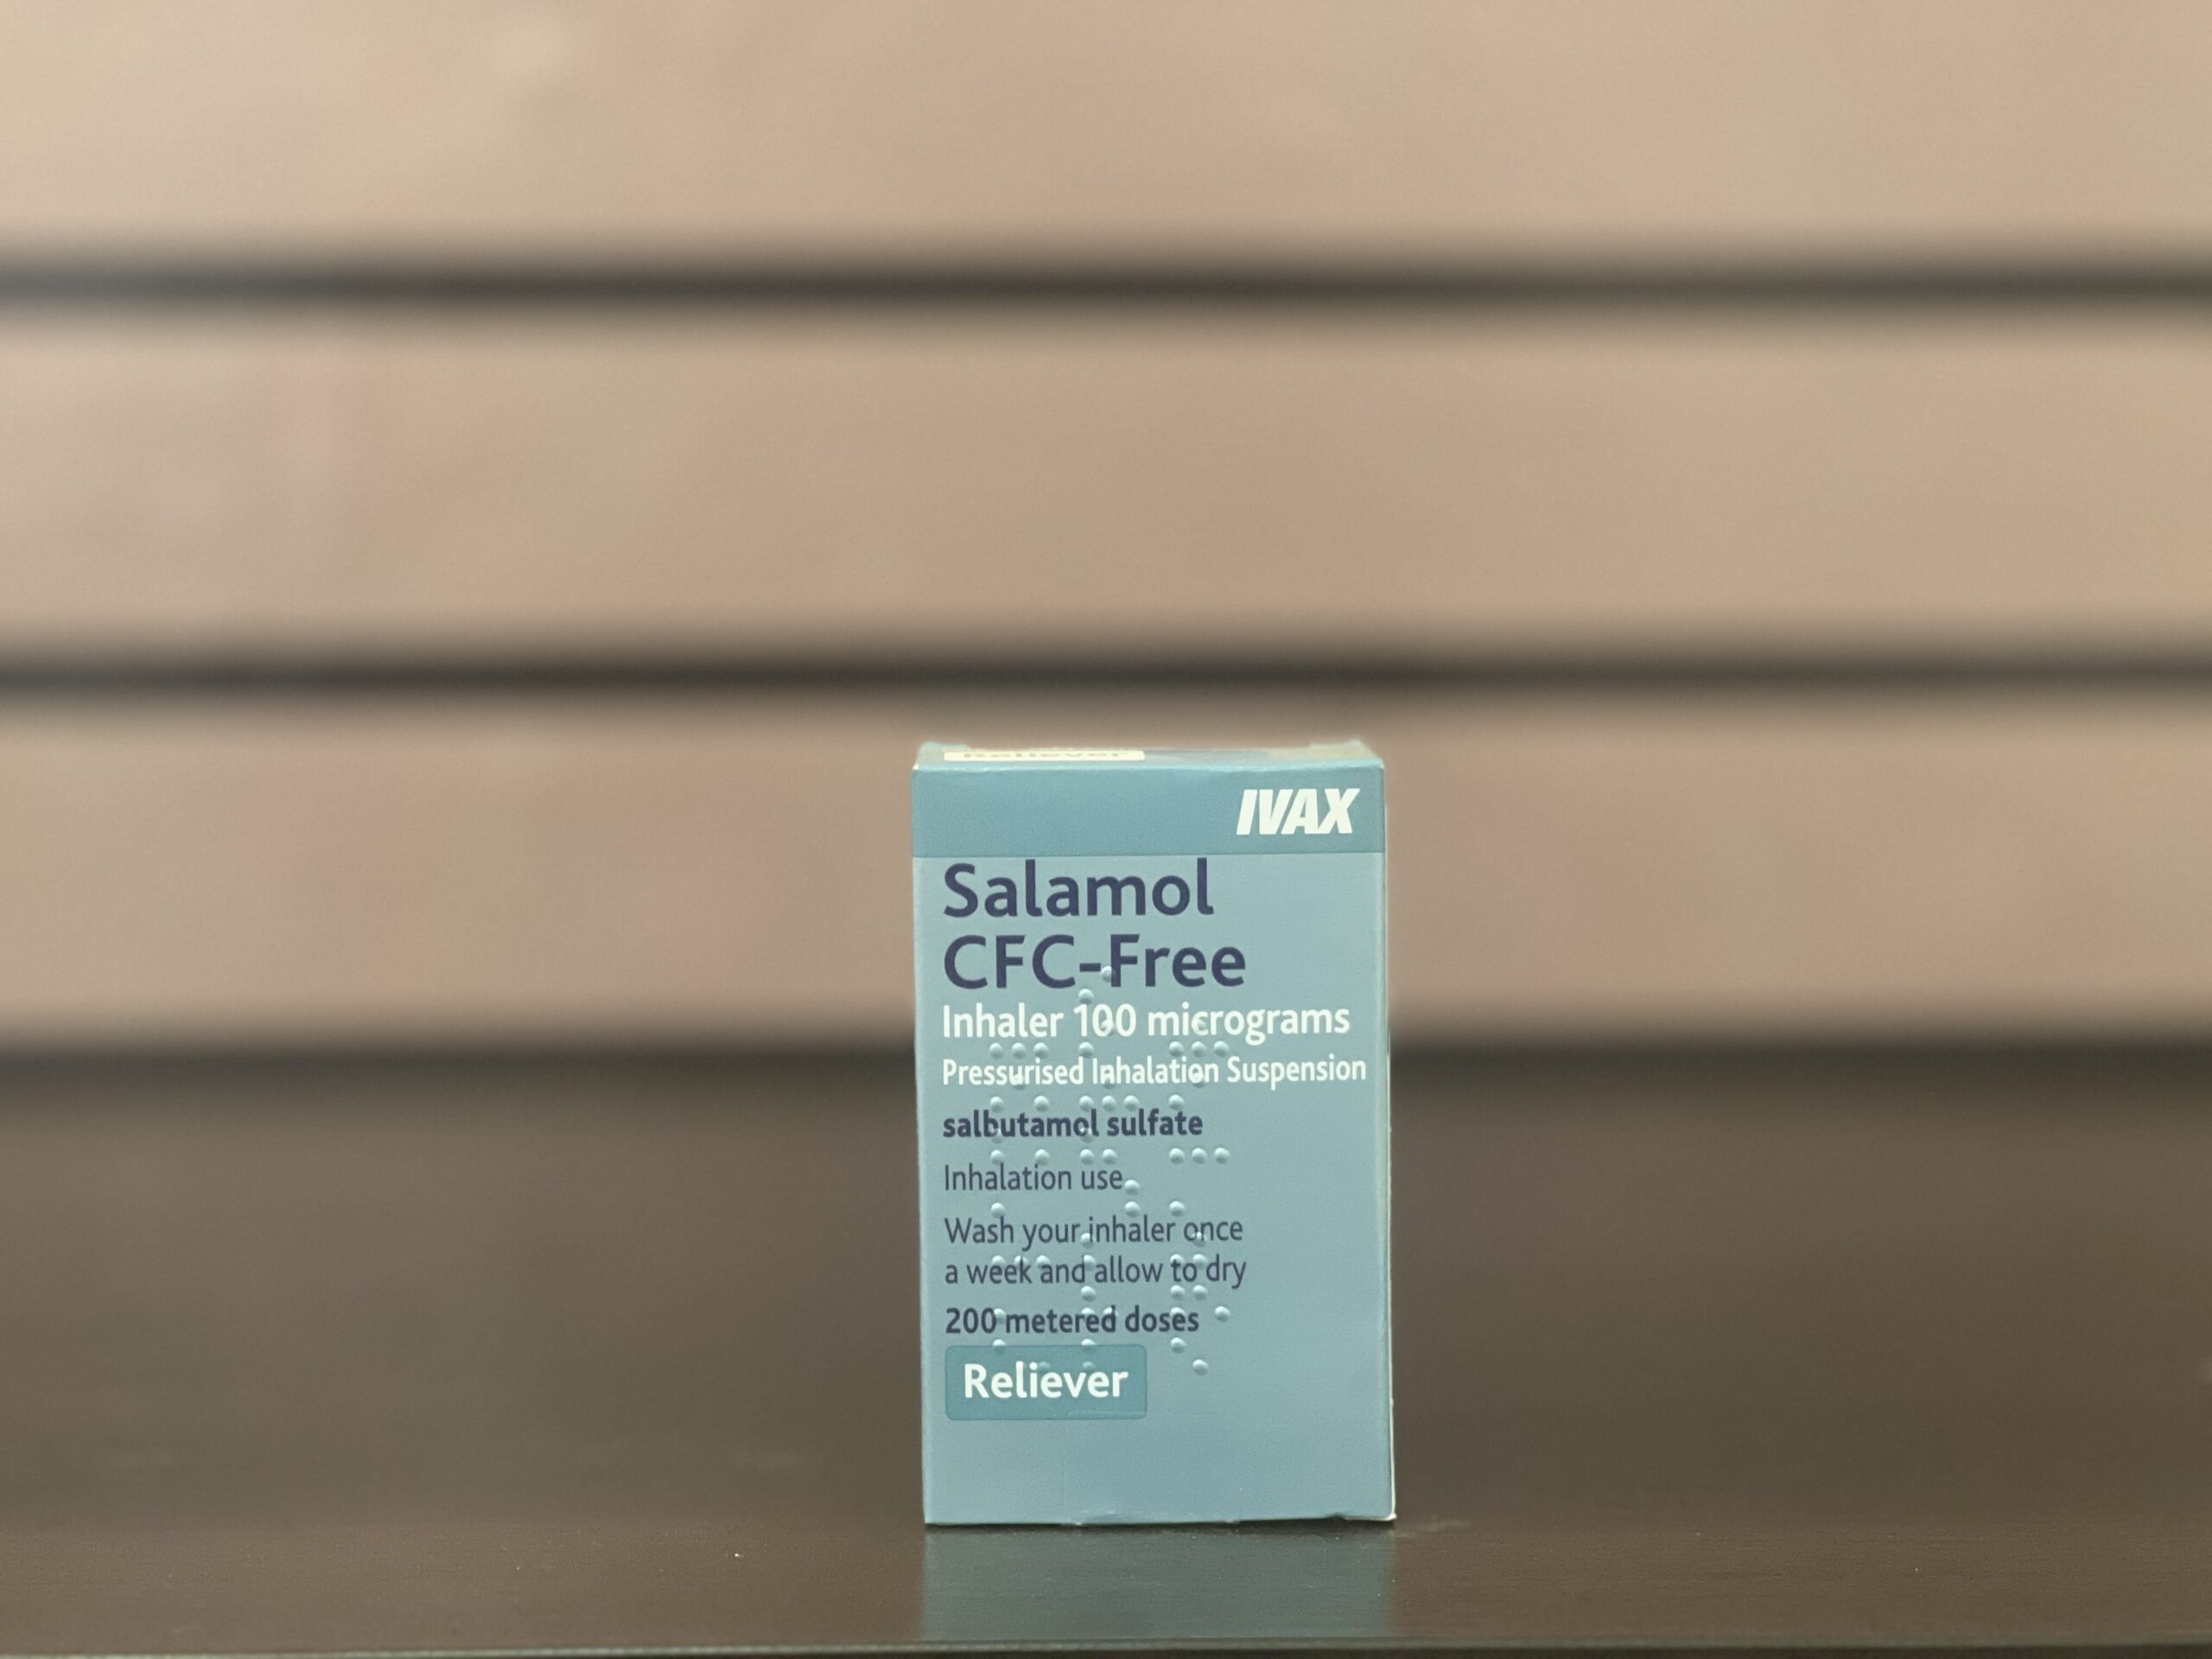 Reliever
IVAX
Salamol
CFC-Free
Inhaler 100 micrograms
Pressurised Inhalation Suspension
salbutamol sulfate
Inhalation use
Wash your inhaler once
a week and allow to dry
200 metered doses
Reliever